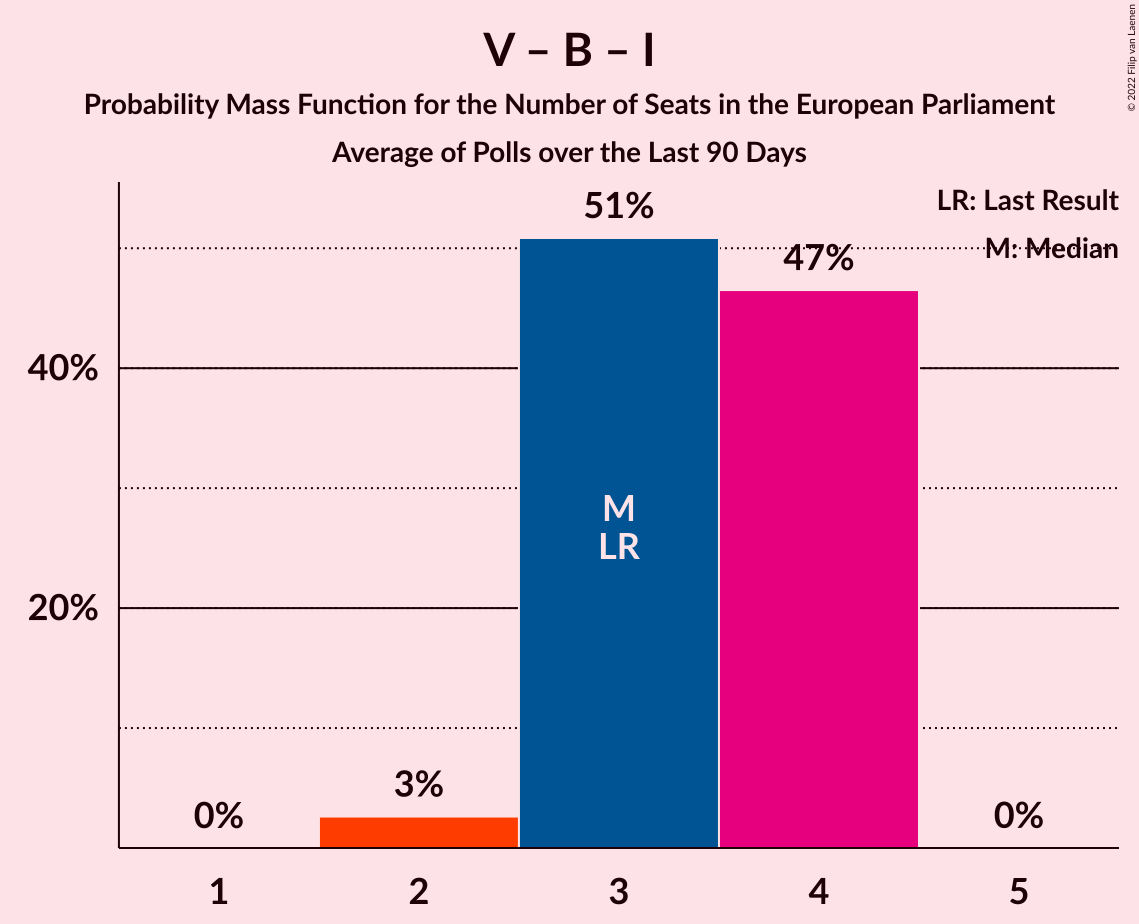 V – B – I
Probability Mass Function for the Number of Seats in the European Parliament
Average of Polls over the Last 90 Days
© 2022 Filip van Laenen
LR: Last Result
M: Median
51%
47%
40%
M
LR
20%
3%
0%
0%
1
2
3
4
5